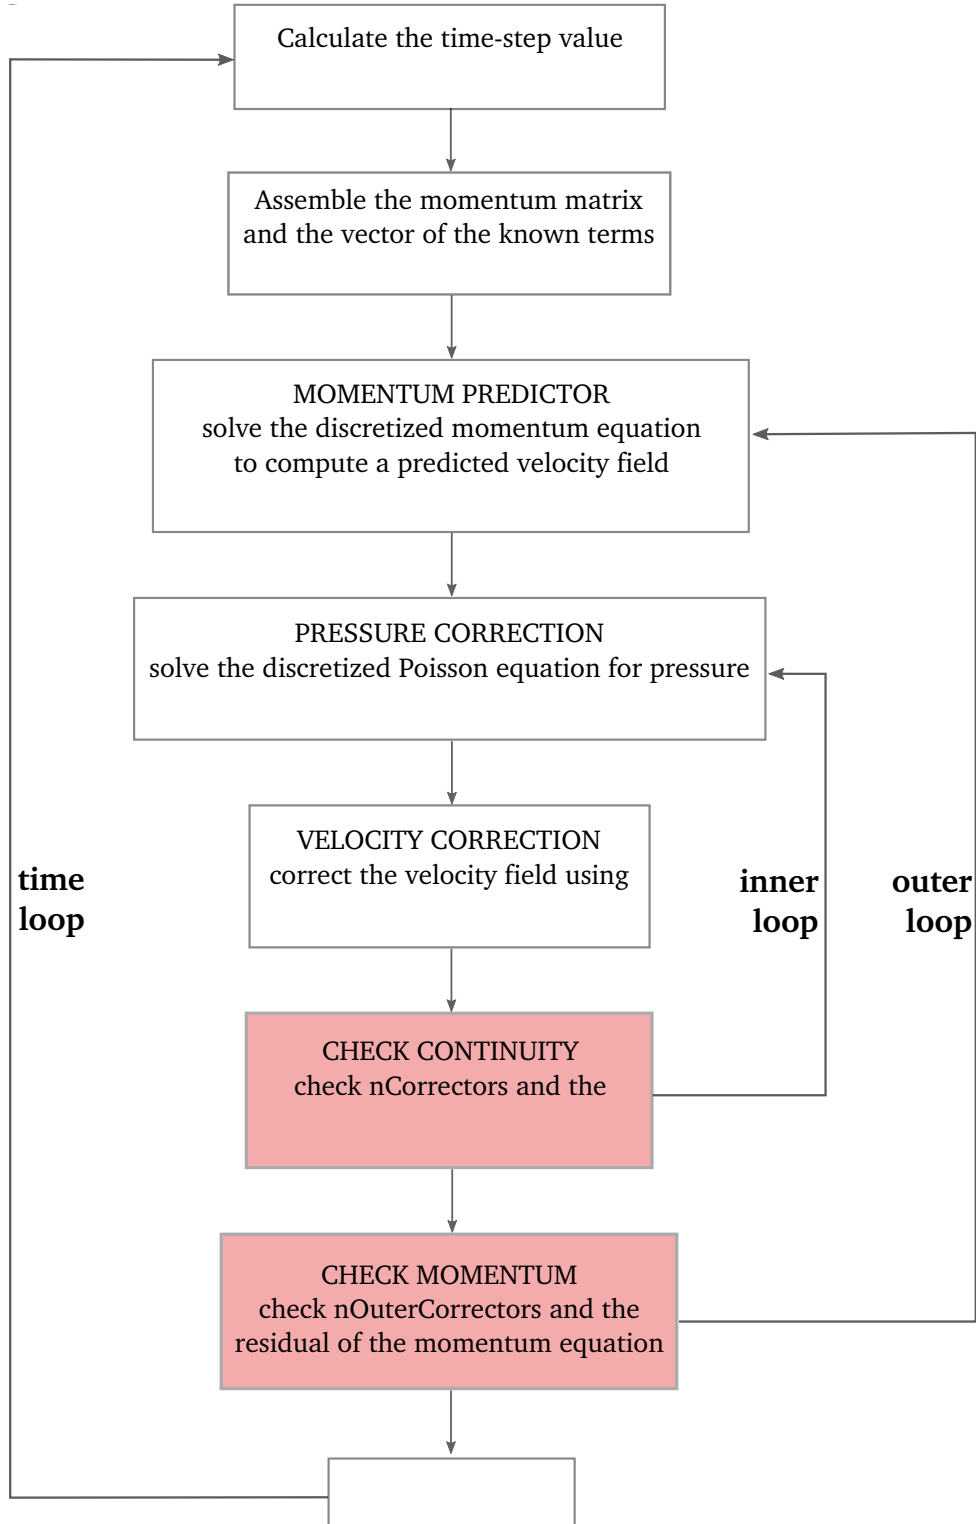 Calculate the time-step value
Assemble the momentum matrix
and the vector of the known terms
MOMENTUM PREDICTOR
solve the discretized momentum equation
to compute a predicted velocity field
PRESSURE CORRECTION
solve the discretized Poisson equation for pressure
VELOCITY CORRECTION
correct the velocity field using
time
loop
inner
loop
outer
loop
CHECK CONTINUITY
check nCorrectors and the
CHECK MOMENTUM
check nOuterCorrectors and the
residual of the momentum equation